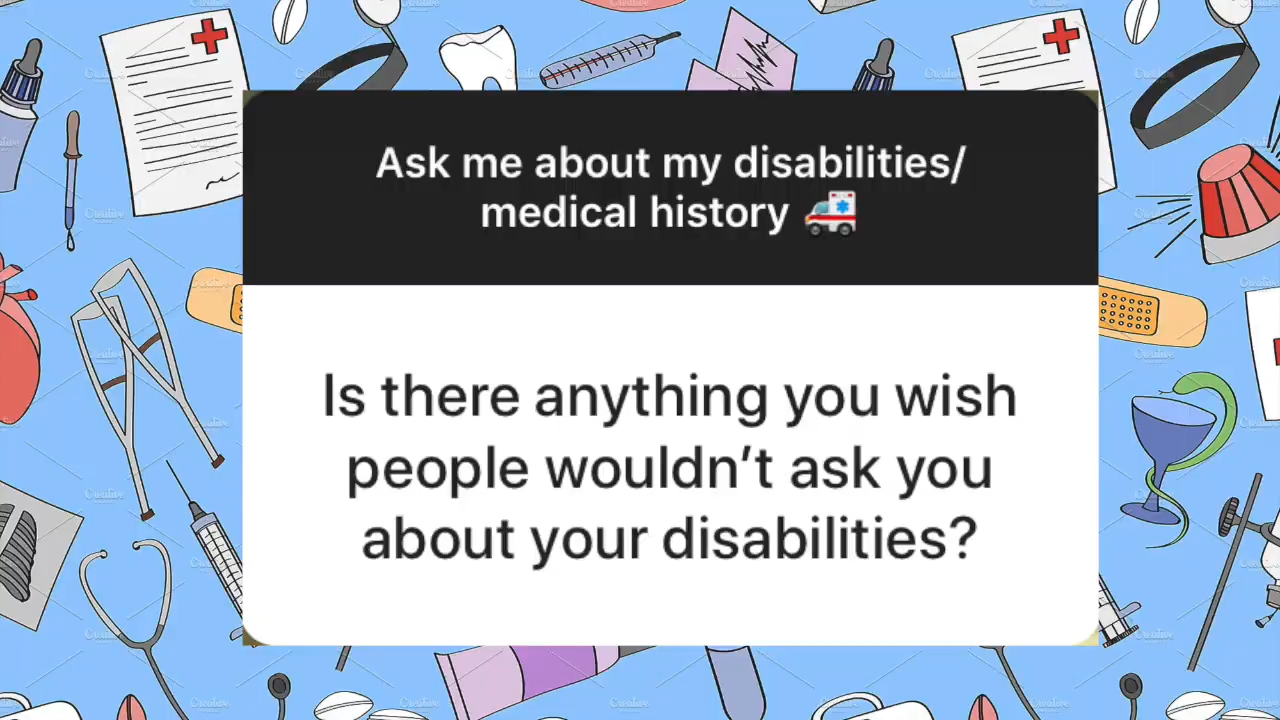 Ask me about my disabilities/
medical history 🚑
Is there anything you wish
people wouldn't ask you
about your disabilities?